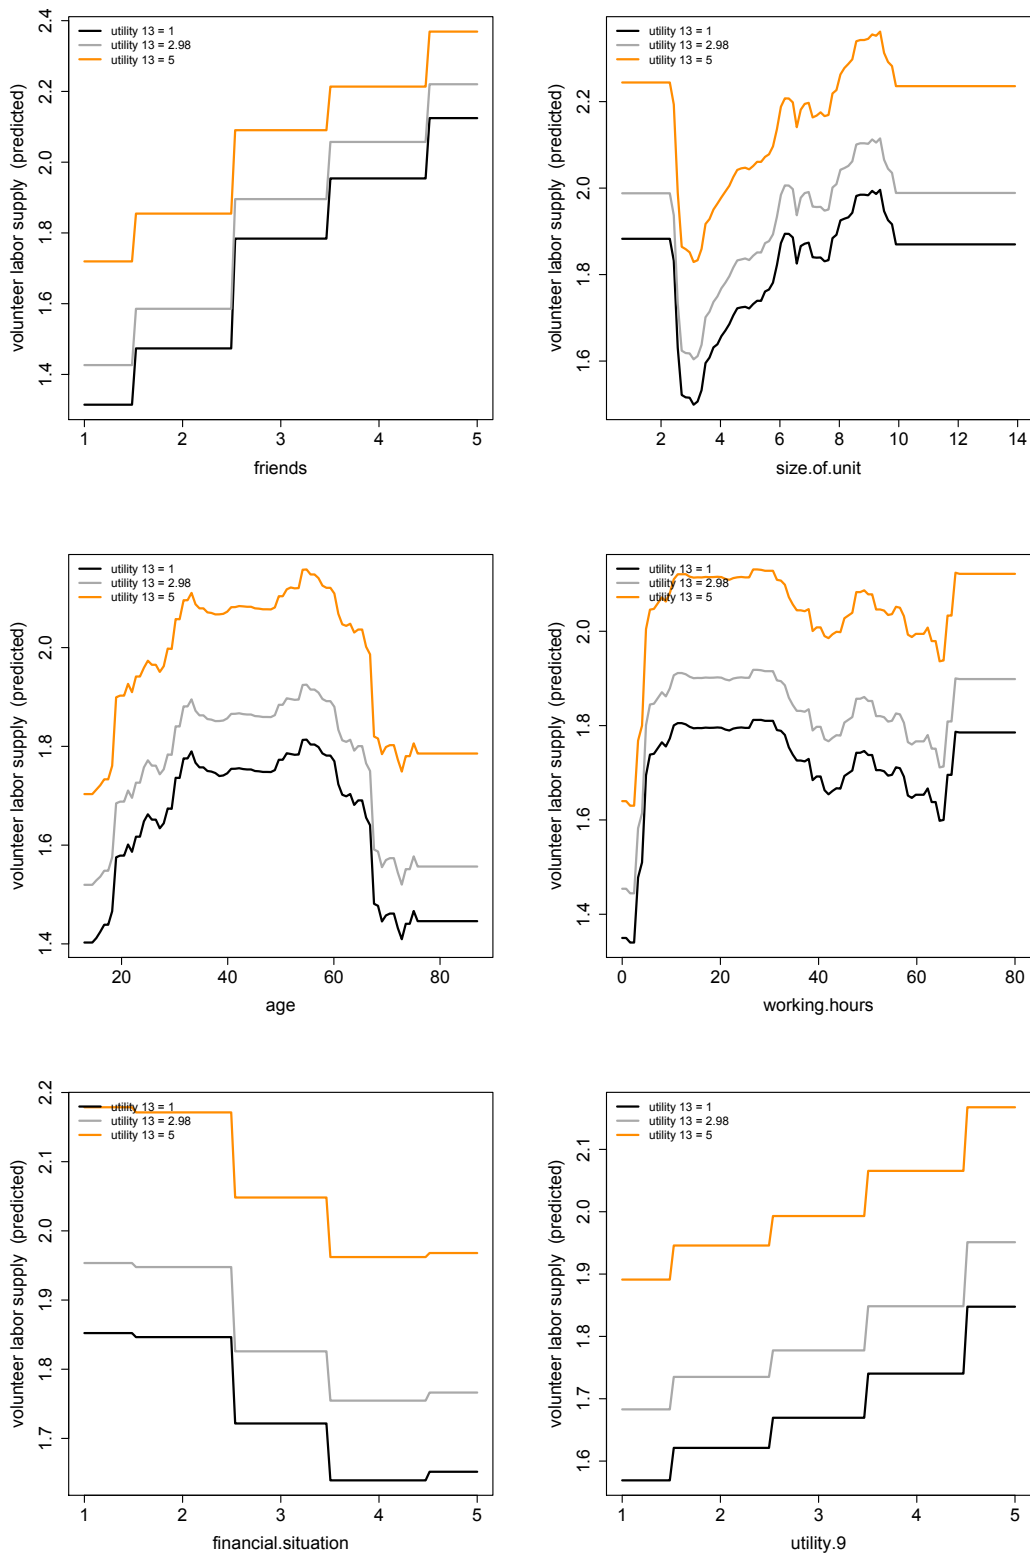 utility 13 = 1
utility 13 = 2.98
utility 13 = 5
volunteer labor supply (predicted)
1.4 1.6 1.8 2.0 2.2 2.4
1 2 3 4 5
friends
utility 13 = 1
utility 13 = 2.98
utility 13 = 5
volunteer labor supply (predicted)
1.6 1.8 2.0 2.2
2 4 6 8 10 12 14
size.of.unit
utility 13 = 1
utility 13 = 2.98
utility 13 = 5
volunteer labor supply (predicted)
1.4 1.6 1.8 2.0
20 40 60 80
age
utility 13 = 1
utility 13 = 2.98
utility 13 = 5
volunteer labor supply (predicted)
1.4 1.6 1.8 2.0
0 20 40 60 80
working.hours
utility 13 = 1
utility 13 = 2.98
utility 13 = 5
volunteer labor supply (predicted)
1.7 1.8 1.9 2.0 2.1 2.2
1 2 3 4 5
financial.situation
utility 13 = 1
utility 13 = 2.98
utility 13 = 5
volunteer labor supply (predicted)
1.6 1.7 1.8 1.9 2.0 2.1
1 2 3 4 5
utility.9